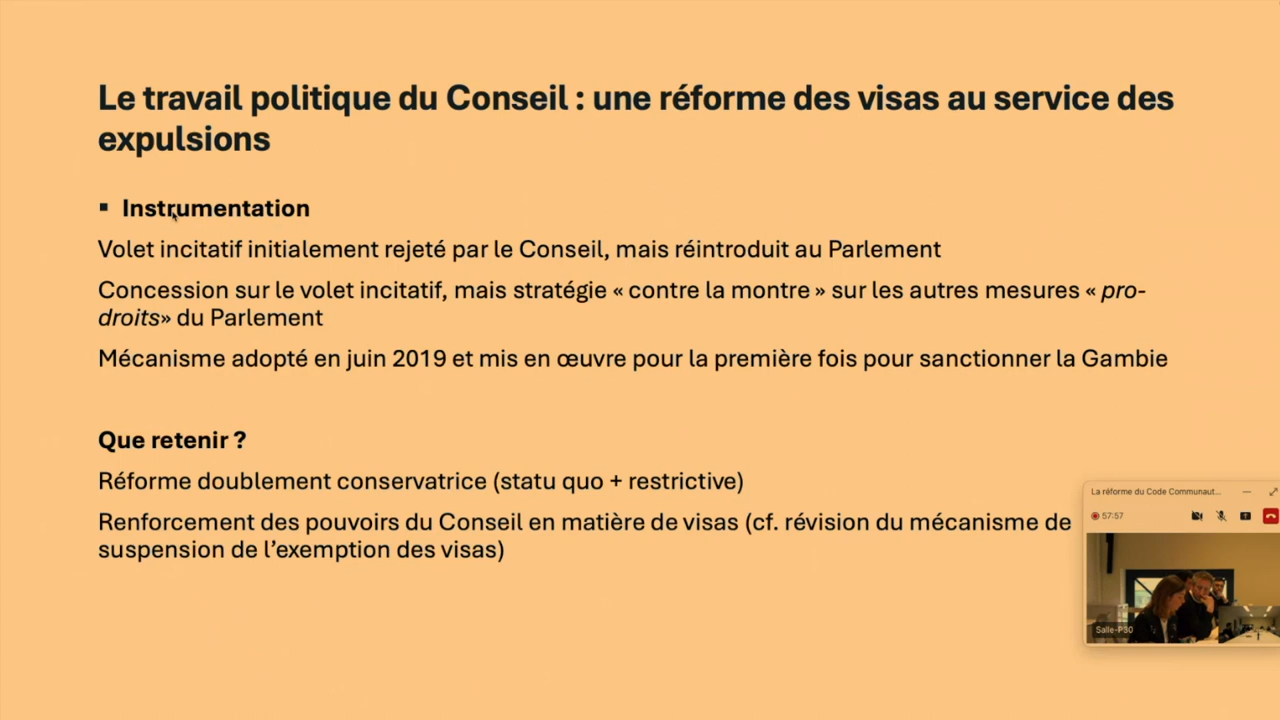 Le travail politique du Conseil : une réforme des visas au service des
expulsions
▪ Instrumentation
Volet incitatif initialement rejeté par le Conseil, mais réintroduit au Parlement
Concession sur le volet incitatif, mais stratégie « contre la montre » sur les autres mesures « pro-
droits» du Parlement
Mécanisme adopté en juin 2019 et mis en œuvre pour la première fois pour sanctionner la Gambie
Que retenir ?
Réforme doublement conservatrice (statu quo + restrictive)
Renforcement des pouvoirs du Conseil en matière de visas (cf. révision du mécanisme de
suspension de l’exemption des visas)
La réforme du Code Communaut...
57:57
Salle-P30